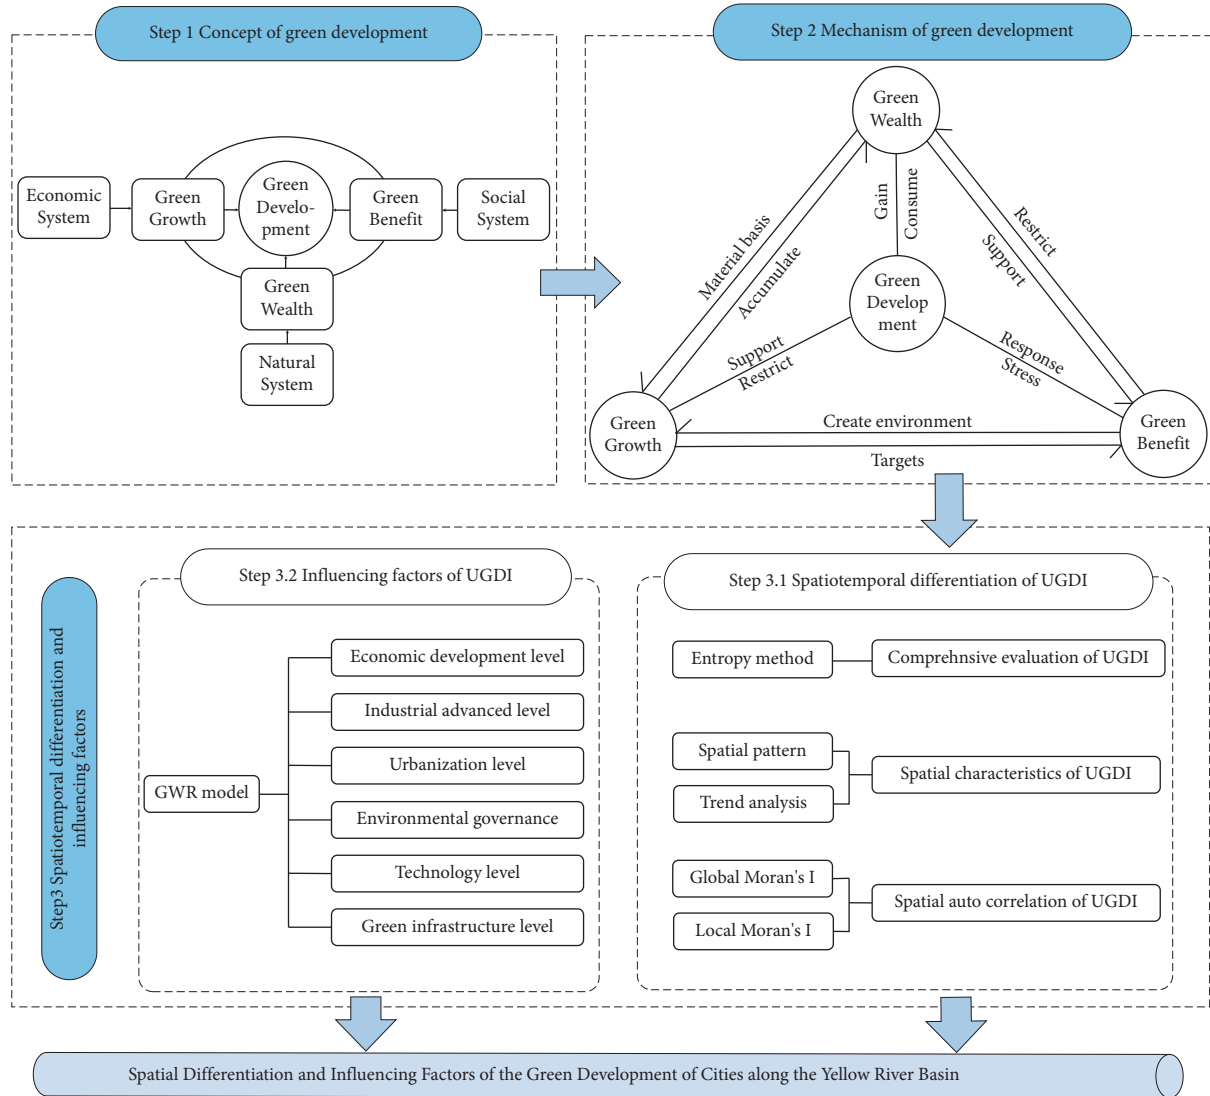 Step 1 Concept of green development
Economic
System
Green
Growth
Green
Develo-
pment
Green
Benefit
Social
System
Green
Wealth
Natural
System
Step 2 Mechanism of green development
Green
Wealth
Gain
Consume
Material basis
Accumulate
Restrict
Support
Green
Develop
ment
Support
Restrict
Response
Stress
Green
Growth
Create environment
Targets
Green
Benefit
Step3 Spatiotemporal differentiation and
influencing factors
Step 3.2 Influencing factors of UGDI
GWR model
Economic development level
Industrial advanced level
Urbanization level
Environmental governance
Technology level
Green infrastructure level
Step 3.1 Spatiotemporal differentiation of UGDI
Entropy method
Comprehnsive evaluation of UGDI
Spatial pattern
Trend analysis
Spatial characteristics of UGDI
Global Moran's I
Local Moran's I
Spatial auto correlation of UGDI
Spatial Differentiation and Influencing Factors of the Green Development of Cities along the Yellow River Basin